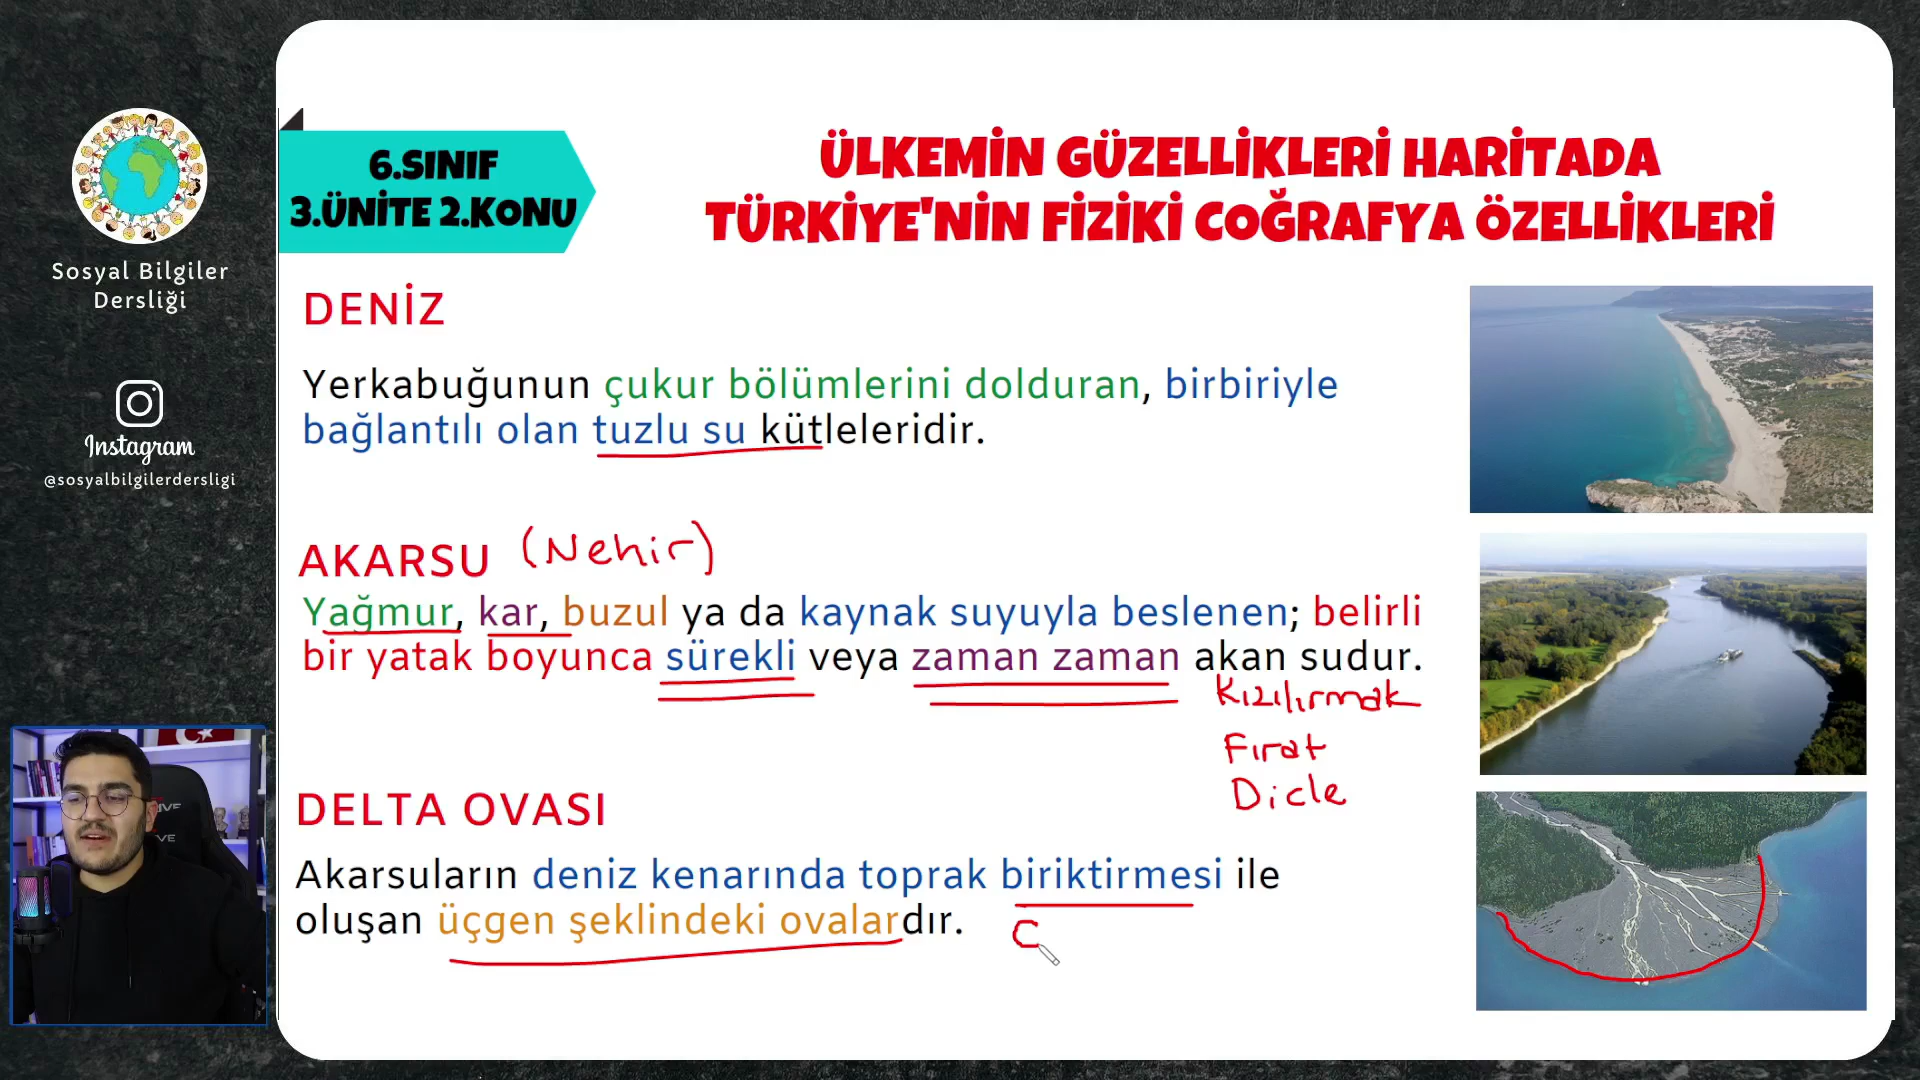 Sosyal Bilgiler
Dersliği
Instagram
@sosyalbilgilerdersligi
6.SINIF
3.ÜNİTE 2.KONU
ÜLKEMİN GÜZELLİKLERİ HARİTADA
TÜRKİYE'NİN FİZİKİ COĞRAFYA ÖZELLİKLERİ
DENİZ
Yerkabuğunun çukur bölümlerini dolduran, birbiriyle
bağlantılı olan tuzlu su kütleleridir.
AKARSU (Nehir)
Yağmur, kar, buzul ya da kaynak suyuyla beslenen; belirli
bir yatak boyunca sürekli veya zaman zaman akan sudur.
Kızılırmak
Fırat
Dicle
DELTA OVASI
Akarsuların deniz kenarında toprak biriktirmesi ile
oluşan üçgen şeklindeki ovalardır.